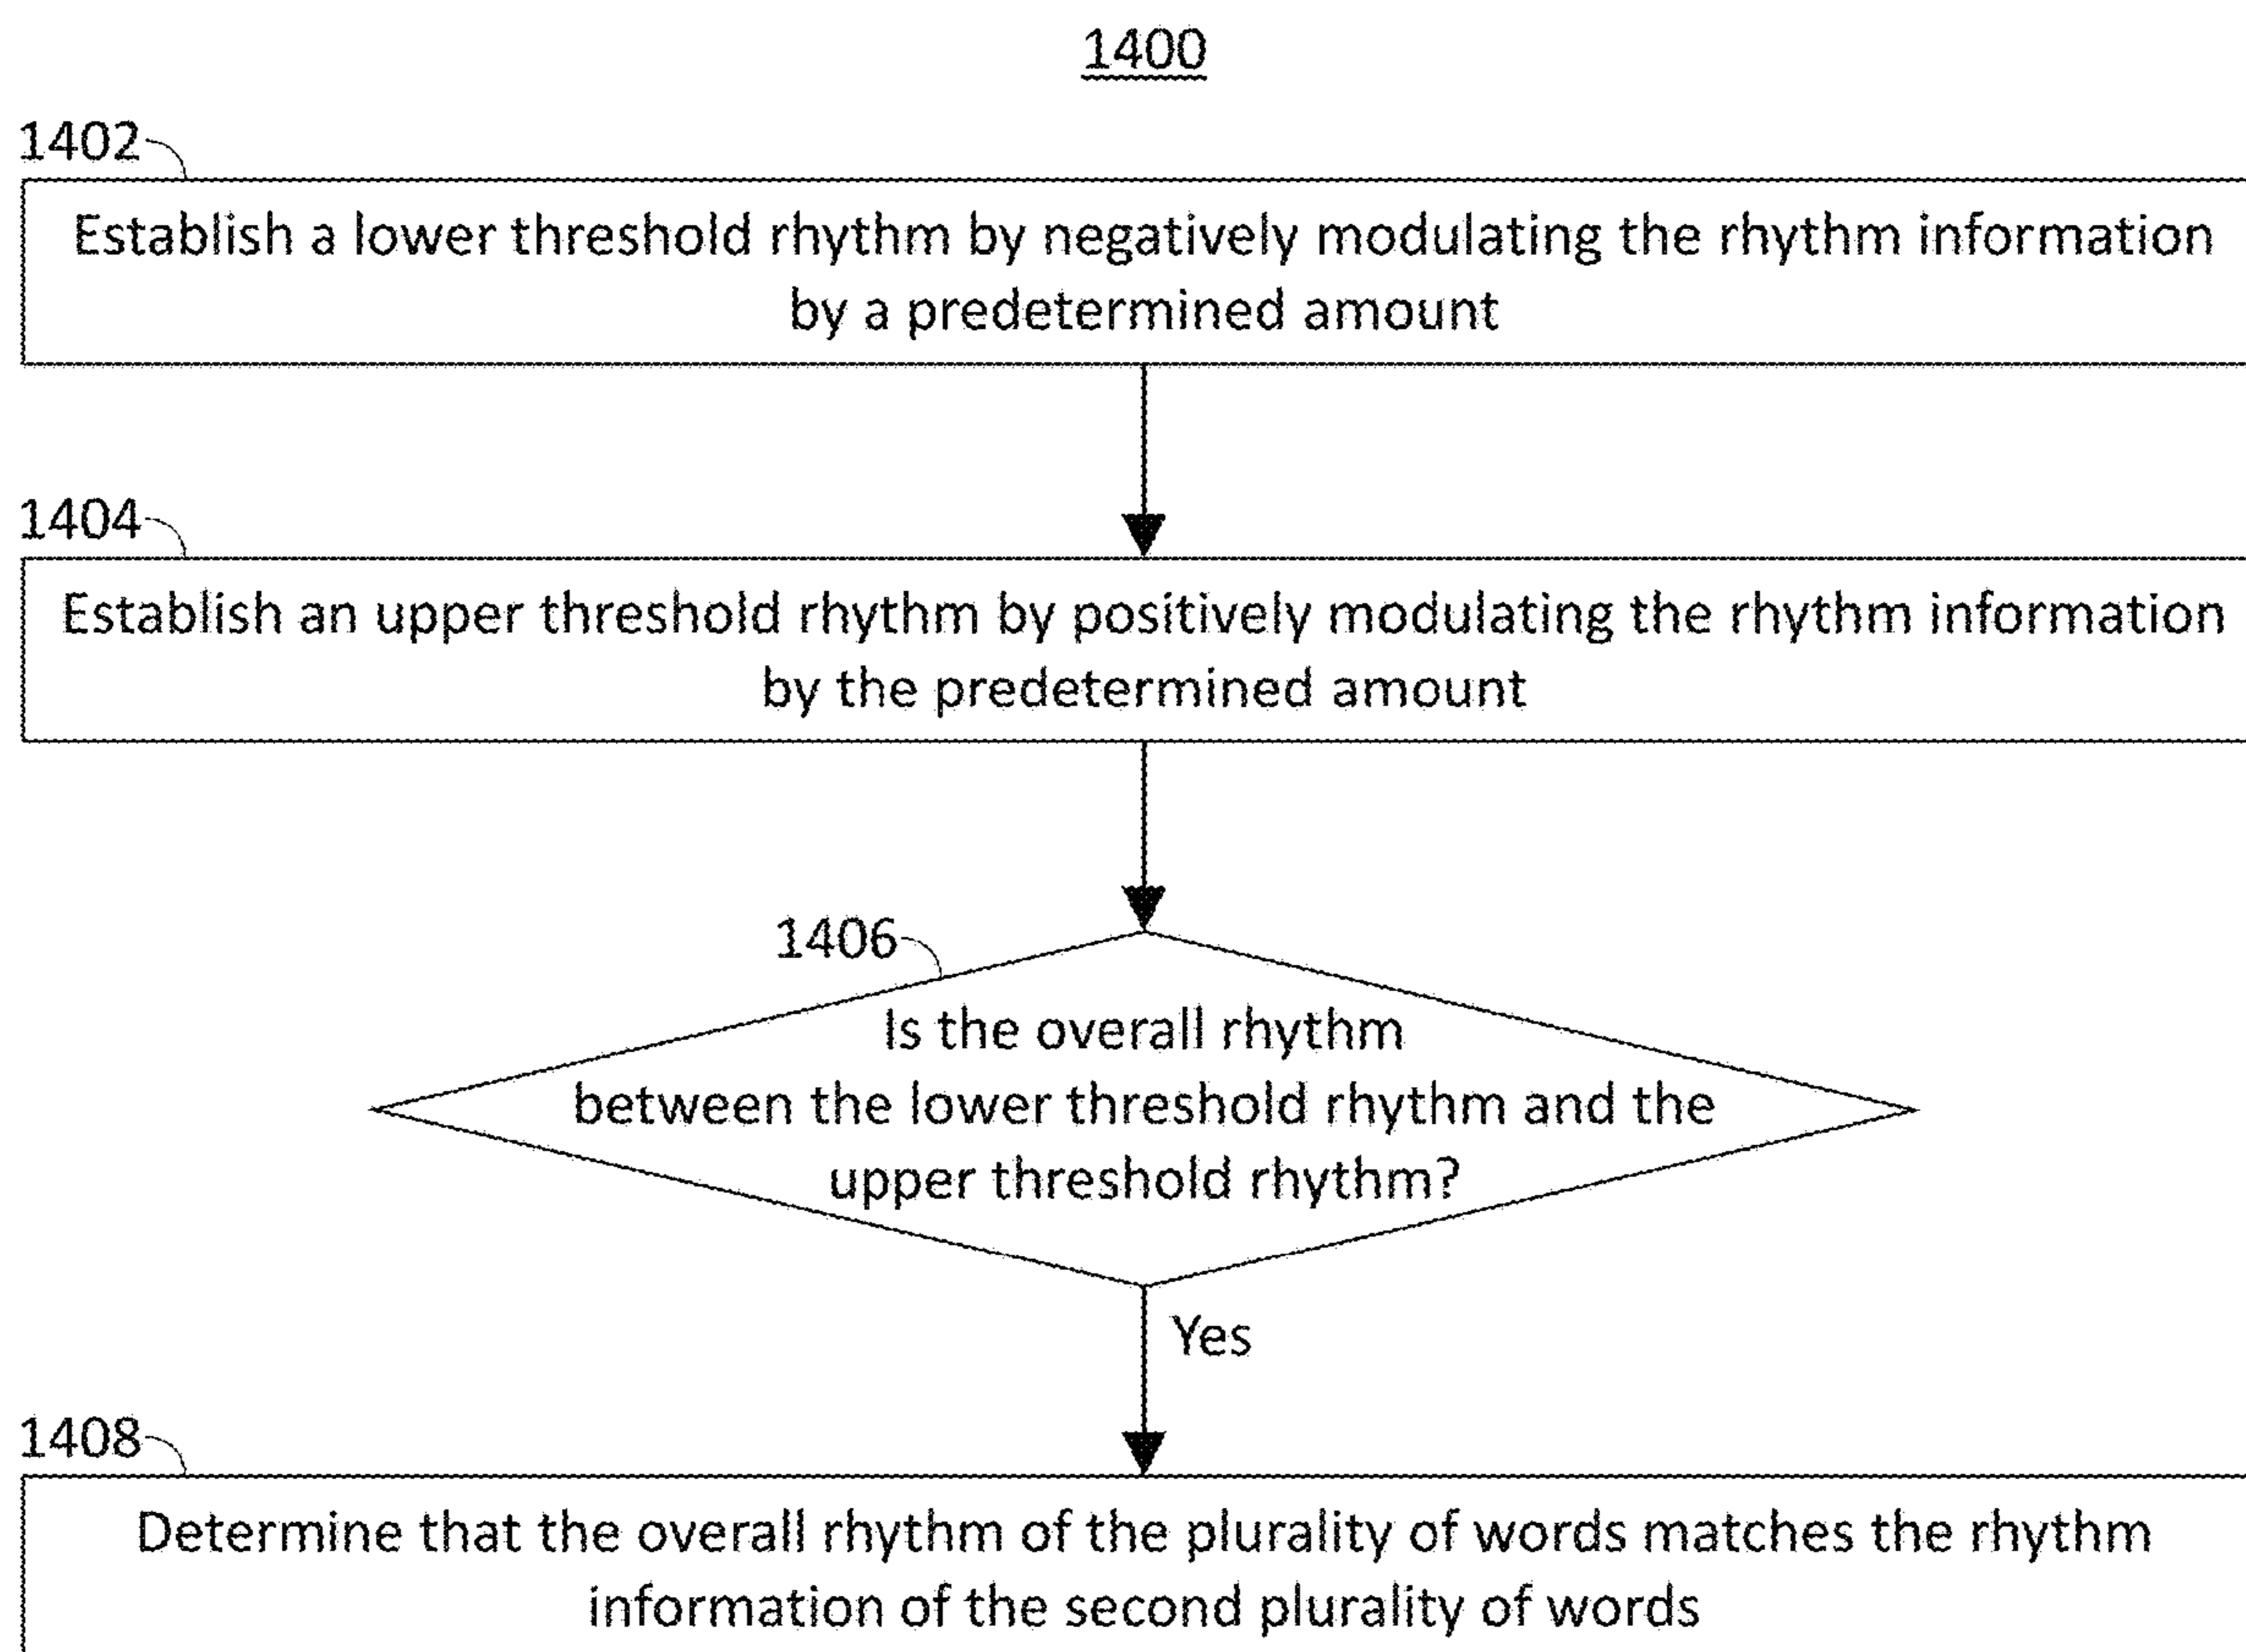 1400
1402
Establish a lower threshold rhythm by negatively modulating the rhythm information
by a predetermined amount
1404
Establish an upper threshold rhythm by positively modulating the rhythm information
by the predetermined amount
1406
Is the overall rhythm
between the lower threshold rhythm and the
upper threshold rhythm?
Yes
1408
Determine that the overall rhythm of the plurality of words matches the rhythm
information of the second plurality of words